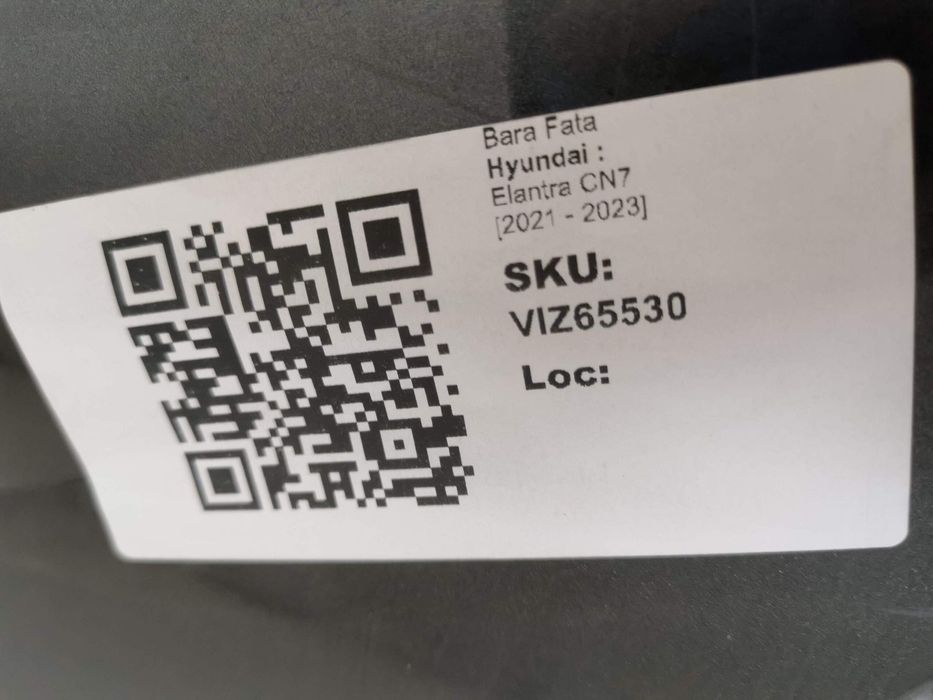 Bara Fata
Hyundai :
Elantra CN7
[2021 - 2023]
SKU:
VIZ65530
Loc: